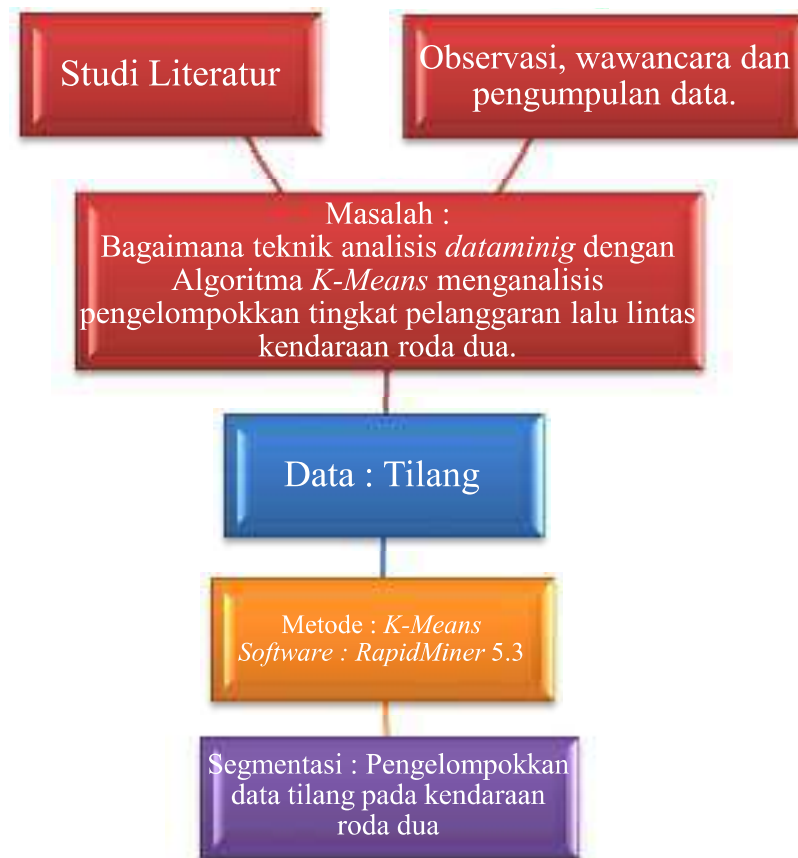 Studi Literatur
Observasi, wawancara dan
pengumpulan data.
Masalah :
Bagaimana teknik analisis dataminig dengan
Algoritma K-Means menganalisis
pengelompokkan tingkat pelanggaran lalu lintas
kendaraan roda dua.
Data : Tilang
Metode : K-Means
Software : RapidMiner 5.3
Segmentasi : Pengelompokkan
data tilang pada kendaraan
roda dua